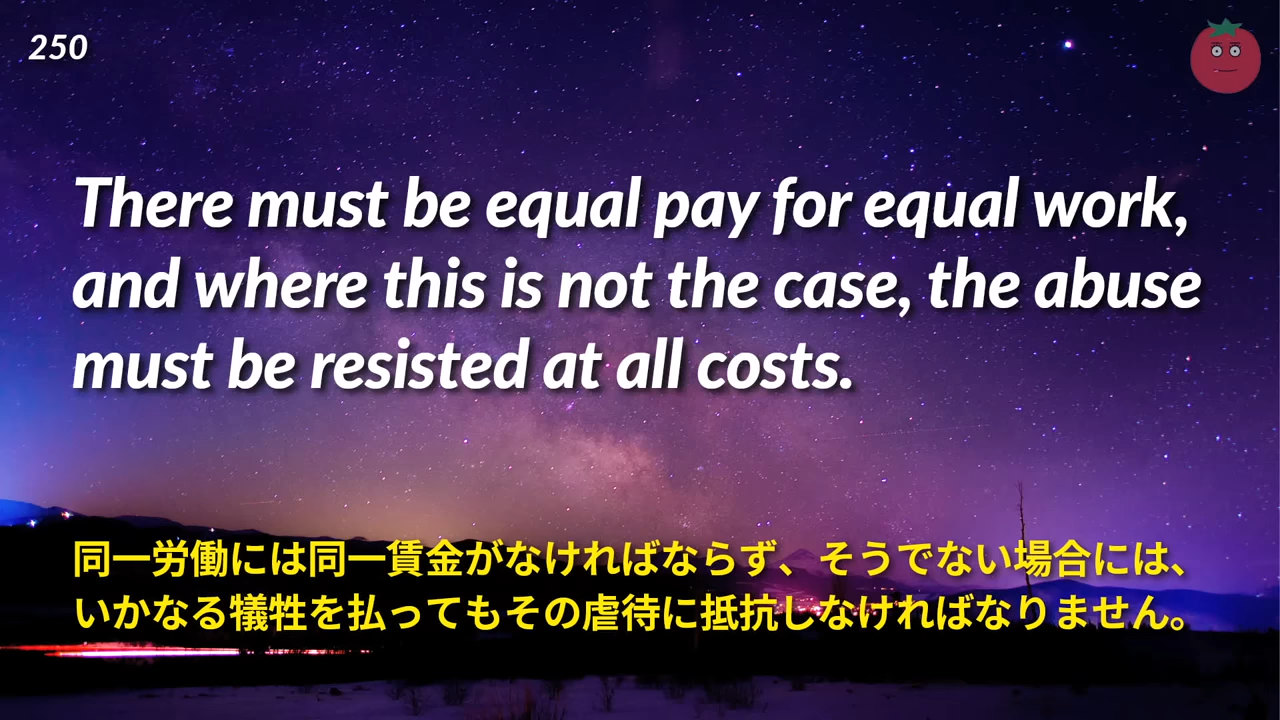 250
There must be equal pay for equal work,
and where this is not the case, the abuse
must be resisted at all costs.
同一労働には同一賃金がなければならず、そうでない場合には、
いかなる犠牲を払ってもその虐待に抵抗しなければなりません。